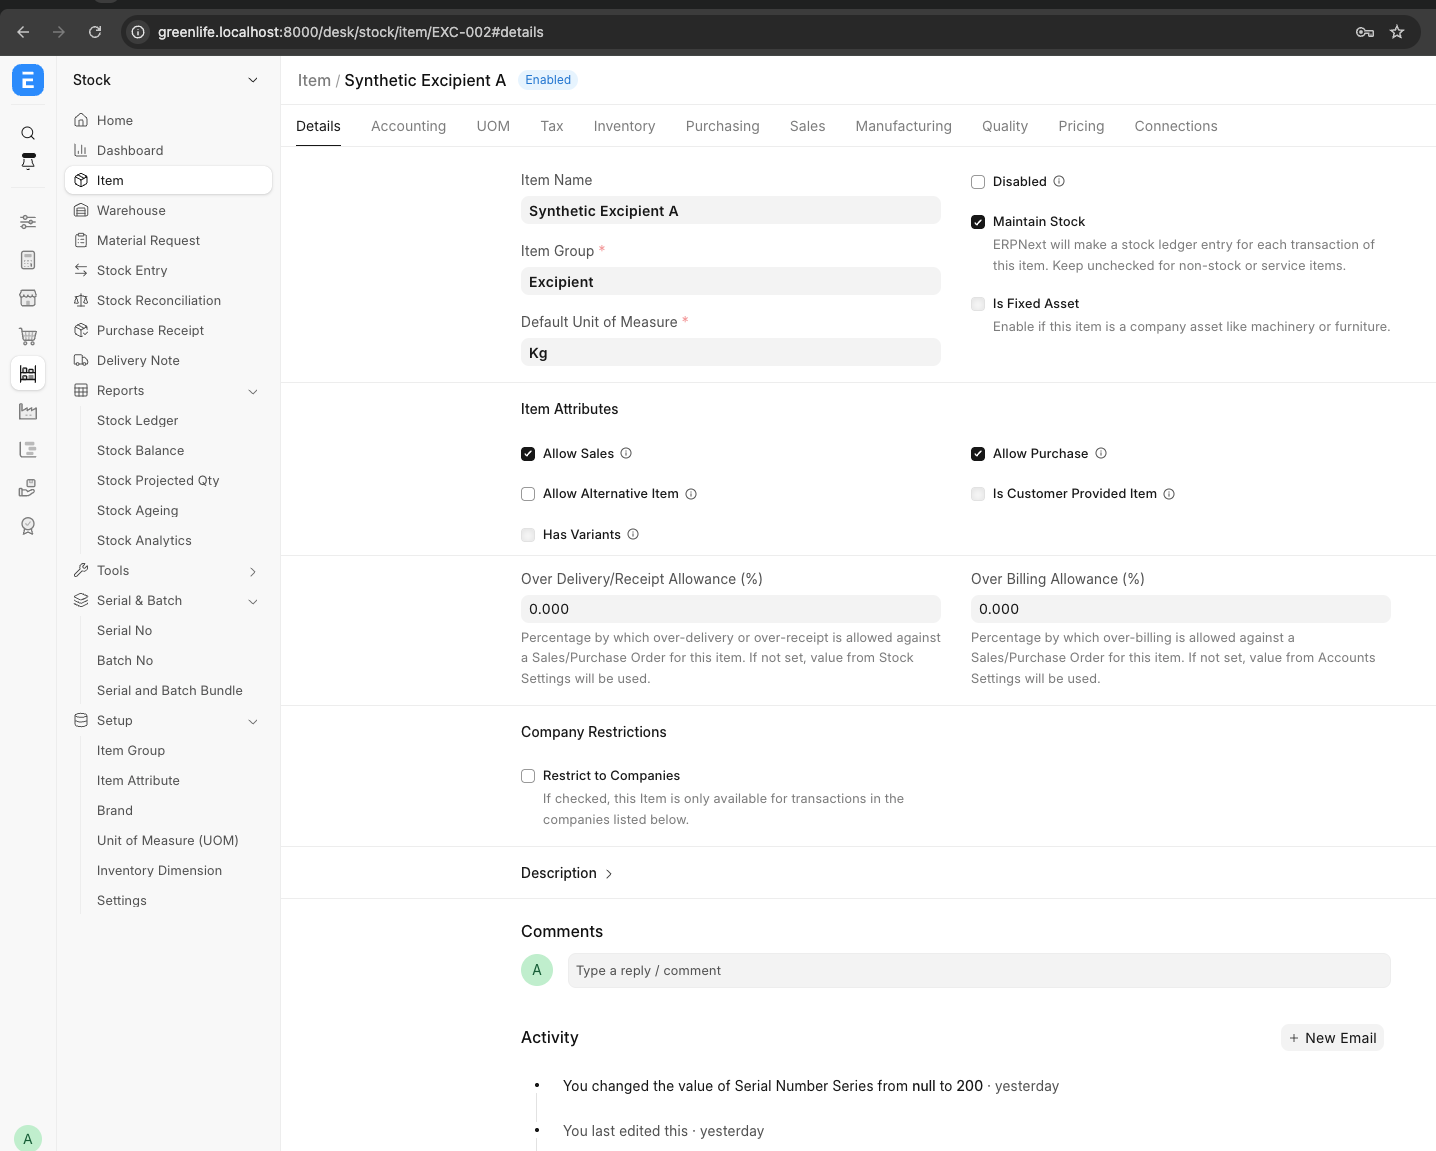 greenlife.localhost:8000/desk/stock/item/EXC-002#details
E
Stock
Home
Dashboard
Item
Warehouse
Material Request
Stock Entry
Stock Reconciliation
Purchase Receipt
Delivery Note
Reports
Stock Ledger
Stock Balance
Stock Projected Qty
Stock Ageing
Stock Analytics
Tools
Serial & Batch
Serial No
Batch No
Serial and Batch Bundle
Setup
Item Group
Item Attribute
Brand
Unit of Measure (UOM)
Inventory Dimension
Settings
A
Item / Synthetic Excipient A Enabled
Details Accounting UOM Tax Inventory Purchasing Sales Manufacturing Quality Pricing Connections
Item Name
Synthetic Excipient A
Item Group *
Excipient
Default Unit of Measure *
Kg
Disabled
Maintain Stock
ERPNext will make a stock ledger entry for each transaction of
this item. Keep unchecked for non-stock or service items.
Is Fixed Asset
Enable if this item is a company asset like machinery or furniture.
Item Attributes
Allow Sales
Allow Alternative Item
Has Variants
Allow Purchase
Is Customer Provided Item
Over Delivery/Receipt Allowance (%)
0.000
Percentage by which over-delivery or over-receipt is allowed against
a Sales/Purchase Order for this item. If not set, value from Stock
Settings will be used.
Over Billing Allowance (%)
0.000
Percentage by which over-billing is allowed against a
Sales/Purchase Order for this item. If not set, value from Accounts
Settings will be used.
Company Restrictions
Restrict to Companies
If checked, this Item is only available for transactions in the
companies listed below.
Description
Comments
A
Type a reply / comment
Activity
+ New Email
• You changed the value of Serial Number Series from null to 200 · yesterday
• You last edited this · yesterday